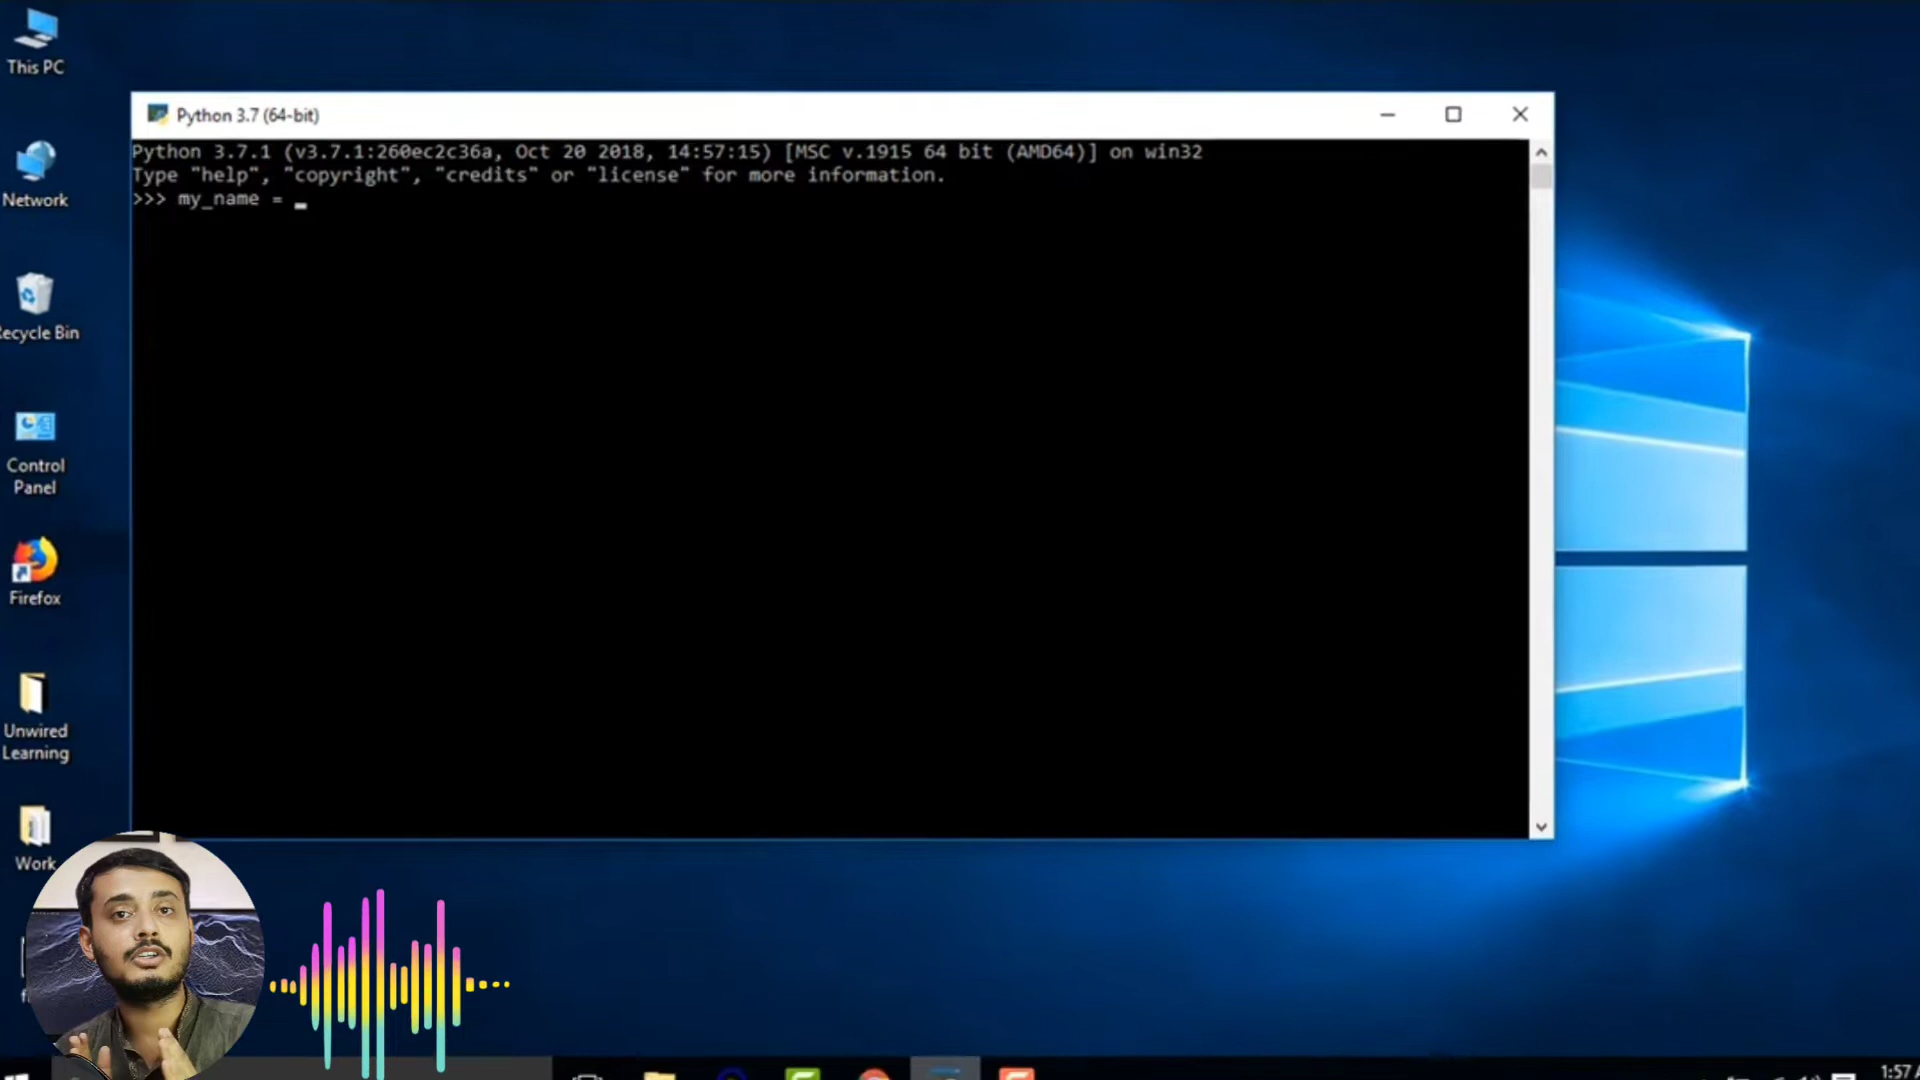 This PC
Network
Recycle Bin
Control
Panel
Firefox
Unwired
Learning
Work
Python 3.7 (64-bit)
Python 3.7.1 (v3.7.1:260ec2c36a, Oct 20 2018, 14:57:15) [MSC v.1915 64 bit (AMD64)] on win32
Type "help", "copyright", "credits" or "license" for more information.
>>> my_name = _
1:57